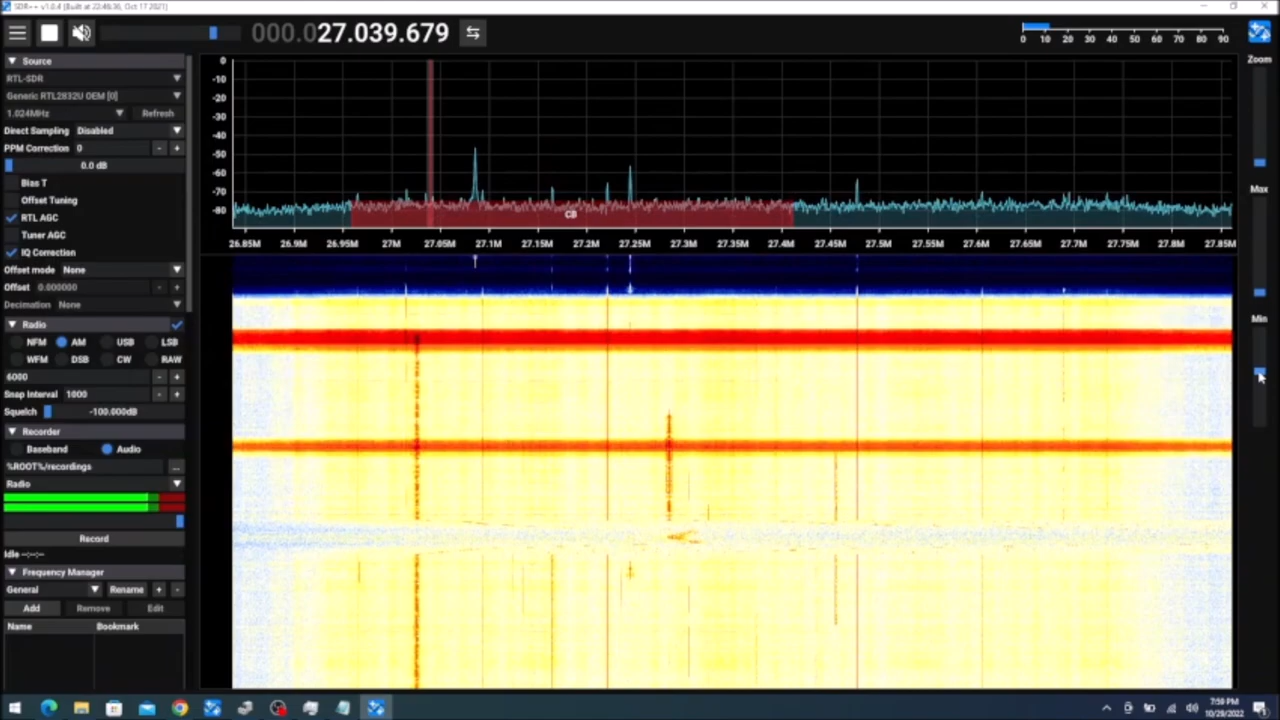 SDR++ v1.0.4 (Built at 22:46:36, Oct 17 2021)
000.027.039.679
0 10 20 30 40 50 60 70 80 90
Source
RTL-SDR
Generic RTL2832U OEM [0]
1.024MHz Refresh
Direct Sampling Disabled
PPM Correction 0 - +
0.0 dB
Bias T
Offset Tuning
RTL AGC
Tuner AGC
IQ Correction
Offset mode None
Offset 0.000000 - +
Decimation None
Radio
NFM AM USB LSB
WFM DSB CW RAW
6000 - +
Snap Interval 1000 - +
Squelch -100.000dB
Recorder
Baseband Audio
%ROOT%/recordings ...
Radio
Record
Idle --:--:--
Frequency Manager
General Rename + -
Add Remove Edit
Name Bookmark
0
-10
-20
-30
-40
-50
-60
-70
-80
CB
26.85M 26.9M 26.95M 27M 27.05M 27.1M 27.15M 27.2M 27.25M 27.3M 27.35M 27.4M 27.45M 27.5M 27.55M 27.6M 27.65M 27.7M 27.75M 27.8M 27.85M
Zoom
Max
Min
7:59 PM
10/28/2022